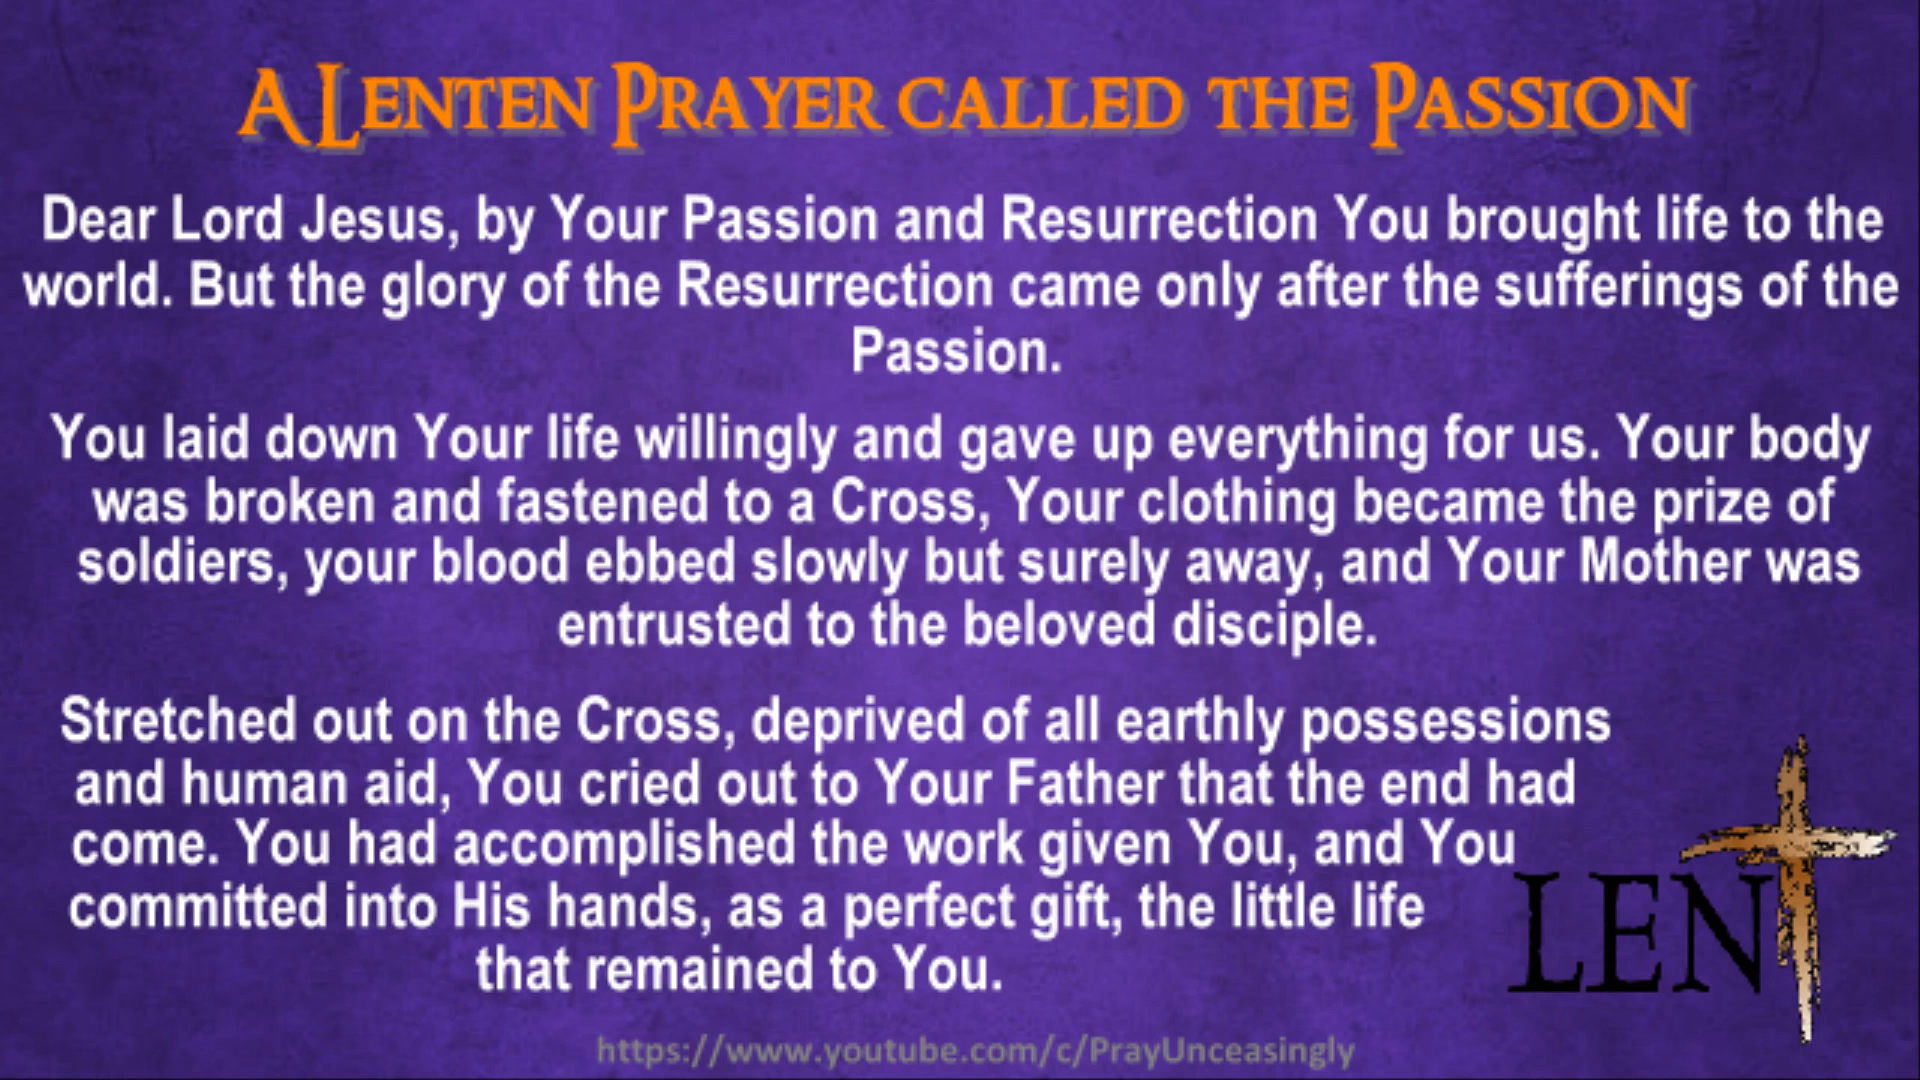 A Lenten Prayer called the Passion
Dear Lord Jesus, by Your Passion and Resurrection You brought life to the
world. But the glory of the Resurrection came only after the sufferings of the
Passion.
You laid down Your life willingly and gave up everything for us. Your body
was broken and fastened to a Cross, Your clothing became the prize of
soldiers, your blood ebbed slowly but surely away, and Your Mother was
entrusted to the beloved disciple.
Stretched out on the Cross, deprived of all earthly possessions
and human aid, You cried out to Your Father that the end had
come. You had accomplished the work given You, and You
committed into His hands, as a perfect gift, the little life
that remained to You.
LENT
https://www.youtube.com/c/PrayUnceasingly